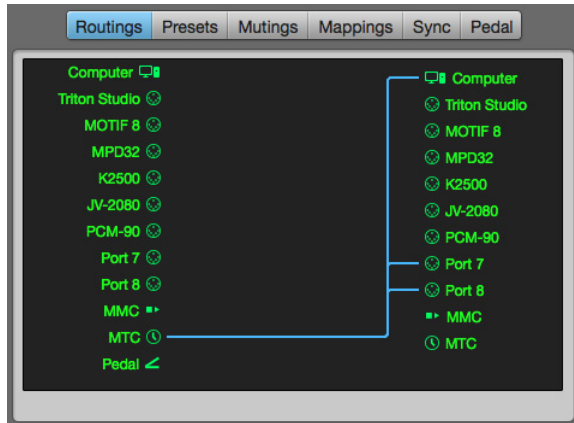 Routings Presets Mutings Mappings Sync Pedal
Computer Computer
Triton Studio Triton Studio
MOTIF 8 MOTIF 8
MPD32 MPD32
K2500 K2500
JV-2080 JV-2080
PCM-90 PCM-90
Port 7 Port 7
Port 8 Port 8
MMC MMC
MTC MTC
Pedal